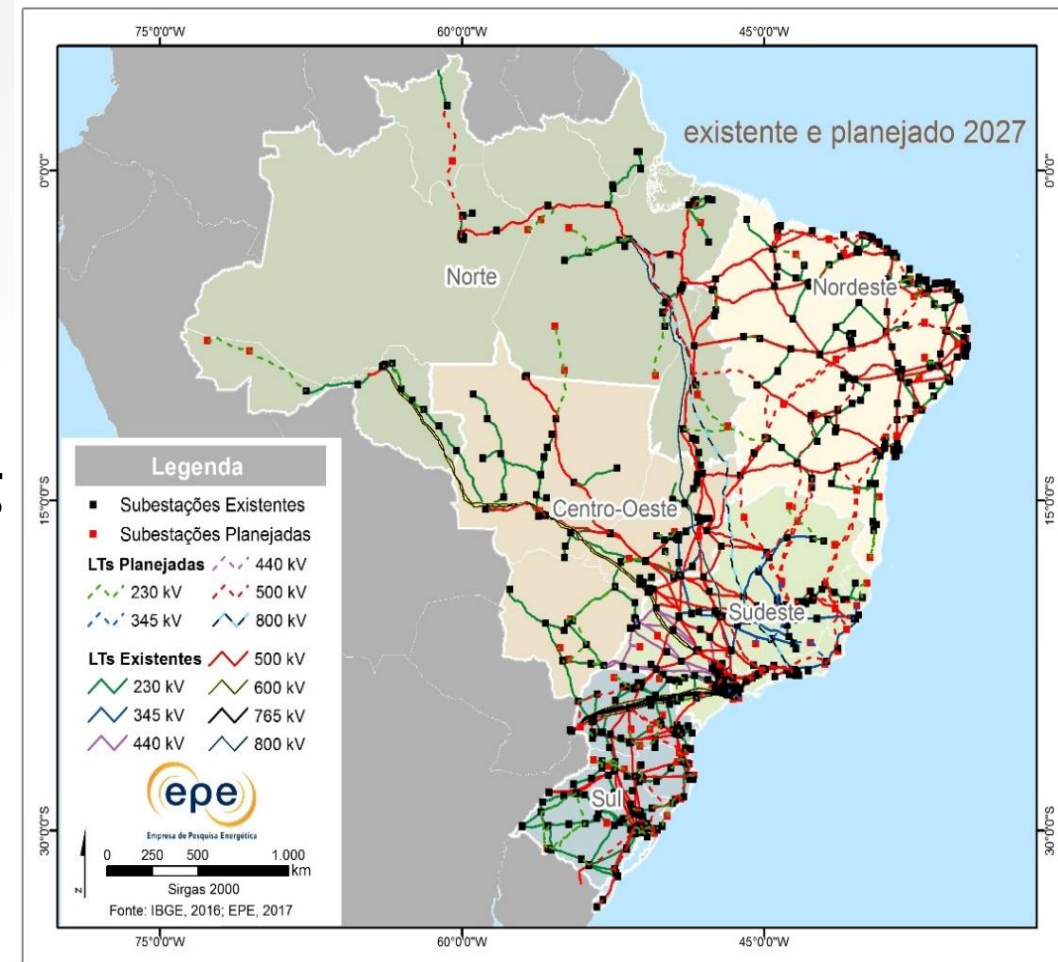 75°0'0"W 60°0'0"W 45°0'0"W
existente e planejado 2027
0°0'0" 0°0'0"
Norte
Nordeste
Legenda
Subestações Existentes
Subestações Planejadas
LTs Planejadas 440 kV
230 kV 500 kV
345 kV 800 kV
LTs Existentes 500 kV
230 kV 600 kV
345 kV 765 kV
440 kV 800 kV
15°0'0"S 15°0'0"S
Centro-Oeste
Sudeste
epe
Empresa de Pesquisa Energética
Sul
30°0'0"S 30°0'0"S
0 250 500 1.000
km
z
Sirgas 2000
Fonte: IBGE, 2016; EPE, 2017
75°0'0"W 60°0'0"W 45°0'0"W